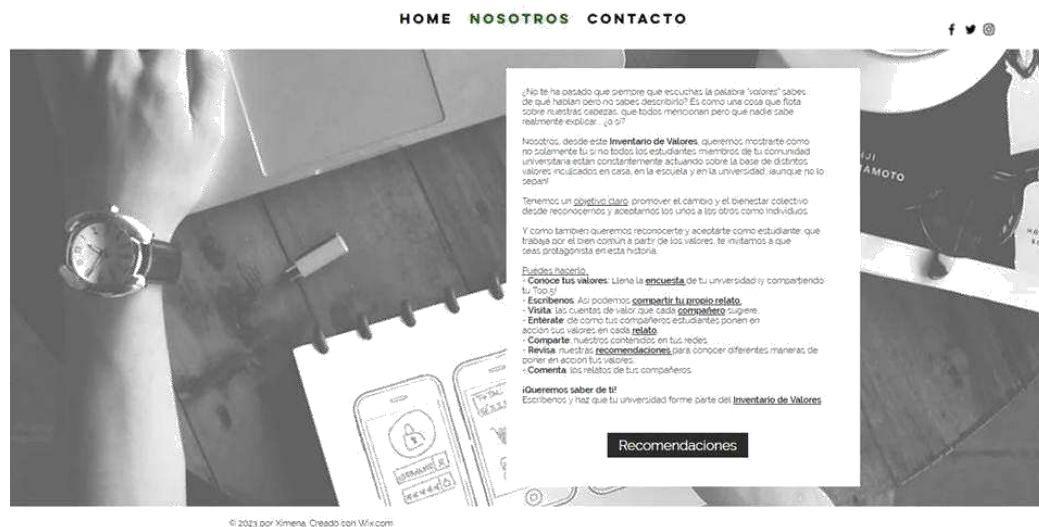 HOME NOSOTROS CONTACTO
¿No te ha pasado que siempre que escuchas la palabra "valores" sabes
de qué hablan pero no sabes describirlo? Es como una cosa que flota
sobre nuestras cabezas, que todos mencionan pero que nadie sabe
realmente explicar... ¿o sí?
Nosotros, desde este Inventario de Valores, queremos mostrarte como
no solamente tu si no todos los estudiantes miembros de tu comunidad
universitaria están constantemente actuando sobre la base de distintos
valores inculcados en casa, en la escuela y en la universidad, ¡aunque no lo
sepan!
Tenemos un objetivo claro: promover el cambio y el bienestar colectivo
desde reconocernos y aceptarnos los unos a los otros como individuos.
Y como también queremos reconocerte y aceptarte como estudiante, que
trabaja por el bien común a partir de los valores, te invitamos a que
seas protagonista en esta historia.
Puedes hacerlo:
- Conoce tus valores: Llena la encuesta de tu universidad y compartiendo
tu Top 5!
- Escríbenos: Así podemos compartir tu propio relato.
- Visita: las cuentas de valor que cada compañero sugiere.
- Entérate: de como tus compañeros estudiantes ponen en
acción sus valores en cada relato.
- Comparte: nuestros contenidos en tus redes.
- Revisa: nuestras recomendaciones para conocer diferentes maneras de
poner en acción tus valores.
- Comenta: los relatos de tus compañeros.
¡Queremos saber de ti!
Escríbenos y haz que tu universidad forme parte del Inventario de Valores
Recomendaciones
© 2023 por Ximena. Creado con Wix.com